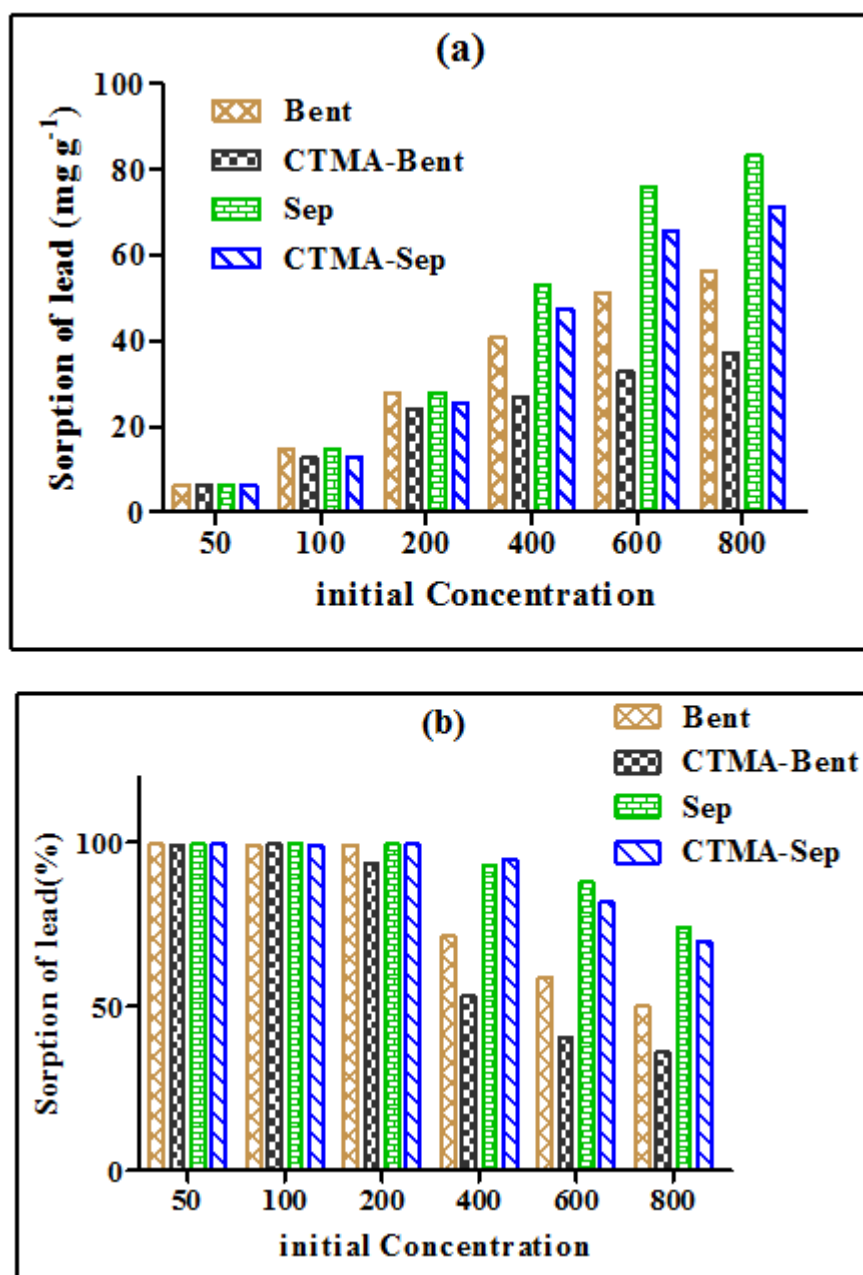 (a)
100
80
60
40
20
0
Sorption of lead (mg g⁻¹)
Bent
CTMA-Bent
Sep
CTMA-Sep
50 100 200 400 600 800
initial Concentration
(b)
Bent
CTMA-Bent
Sep
CTMA-Sep
100
50
0
Sorption of lead(%)
50 100 200 400 600 800
initial Concentration